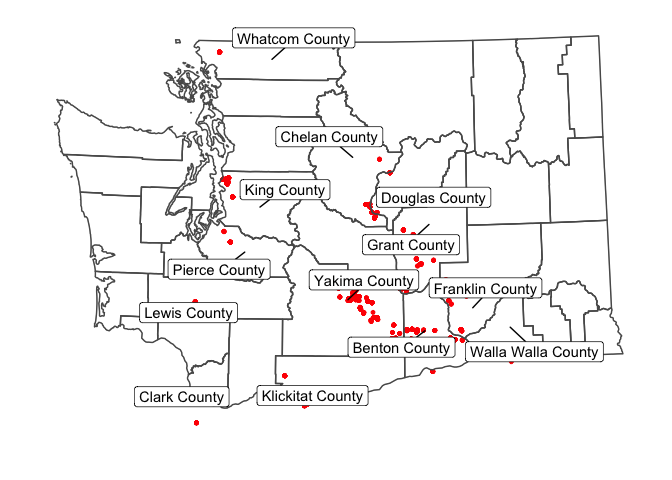 Whatcom County
Chelan County
King County
Douglas County
Grant County
Pierce County
Yakima County
Franklin County
Lewis County
Benton County
Walla Walla County
Clark County
Klickitat County